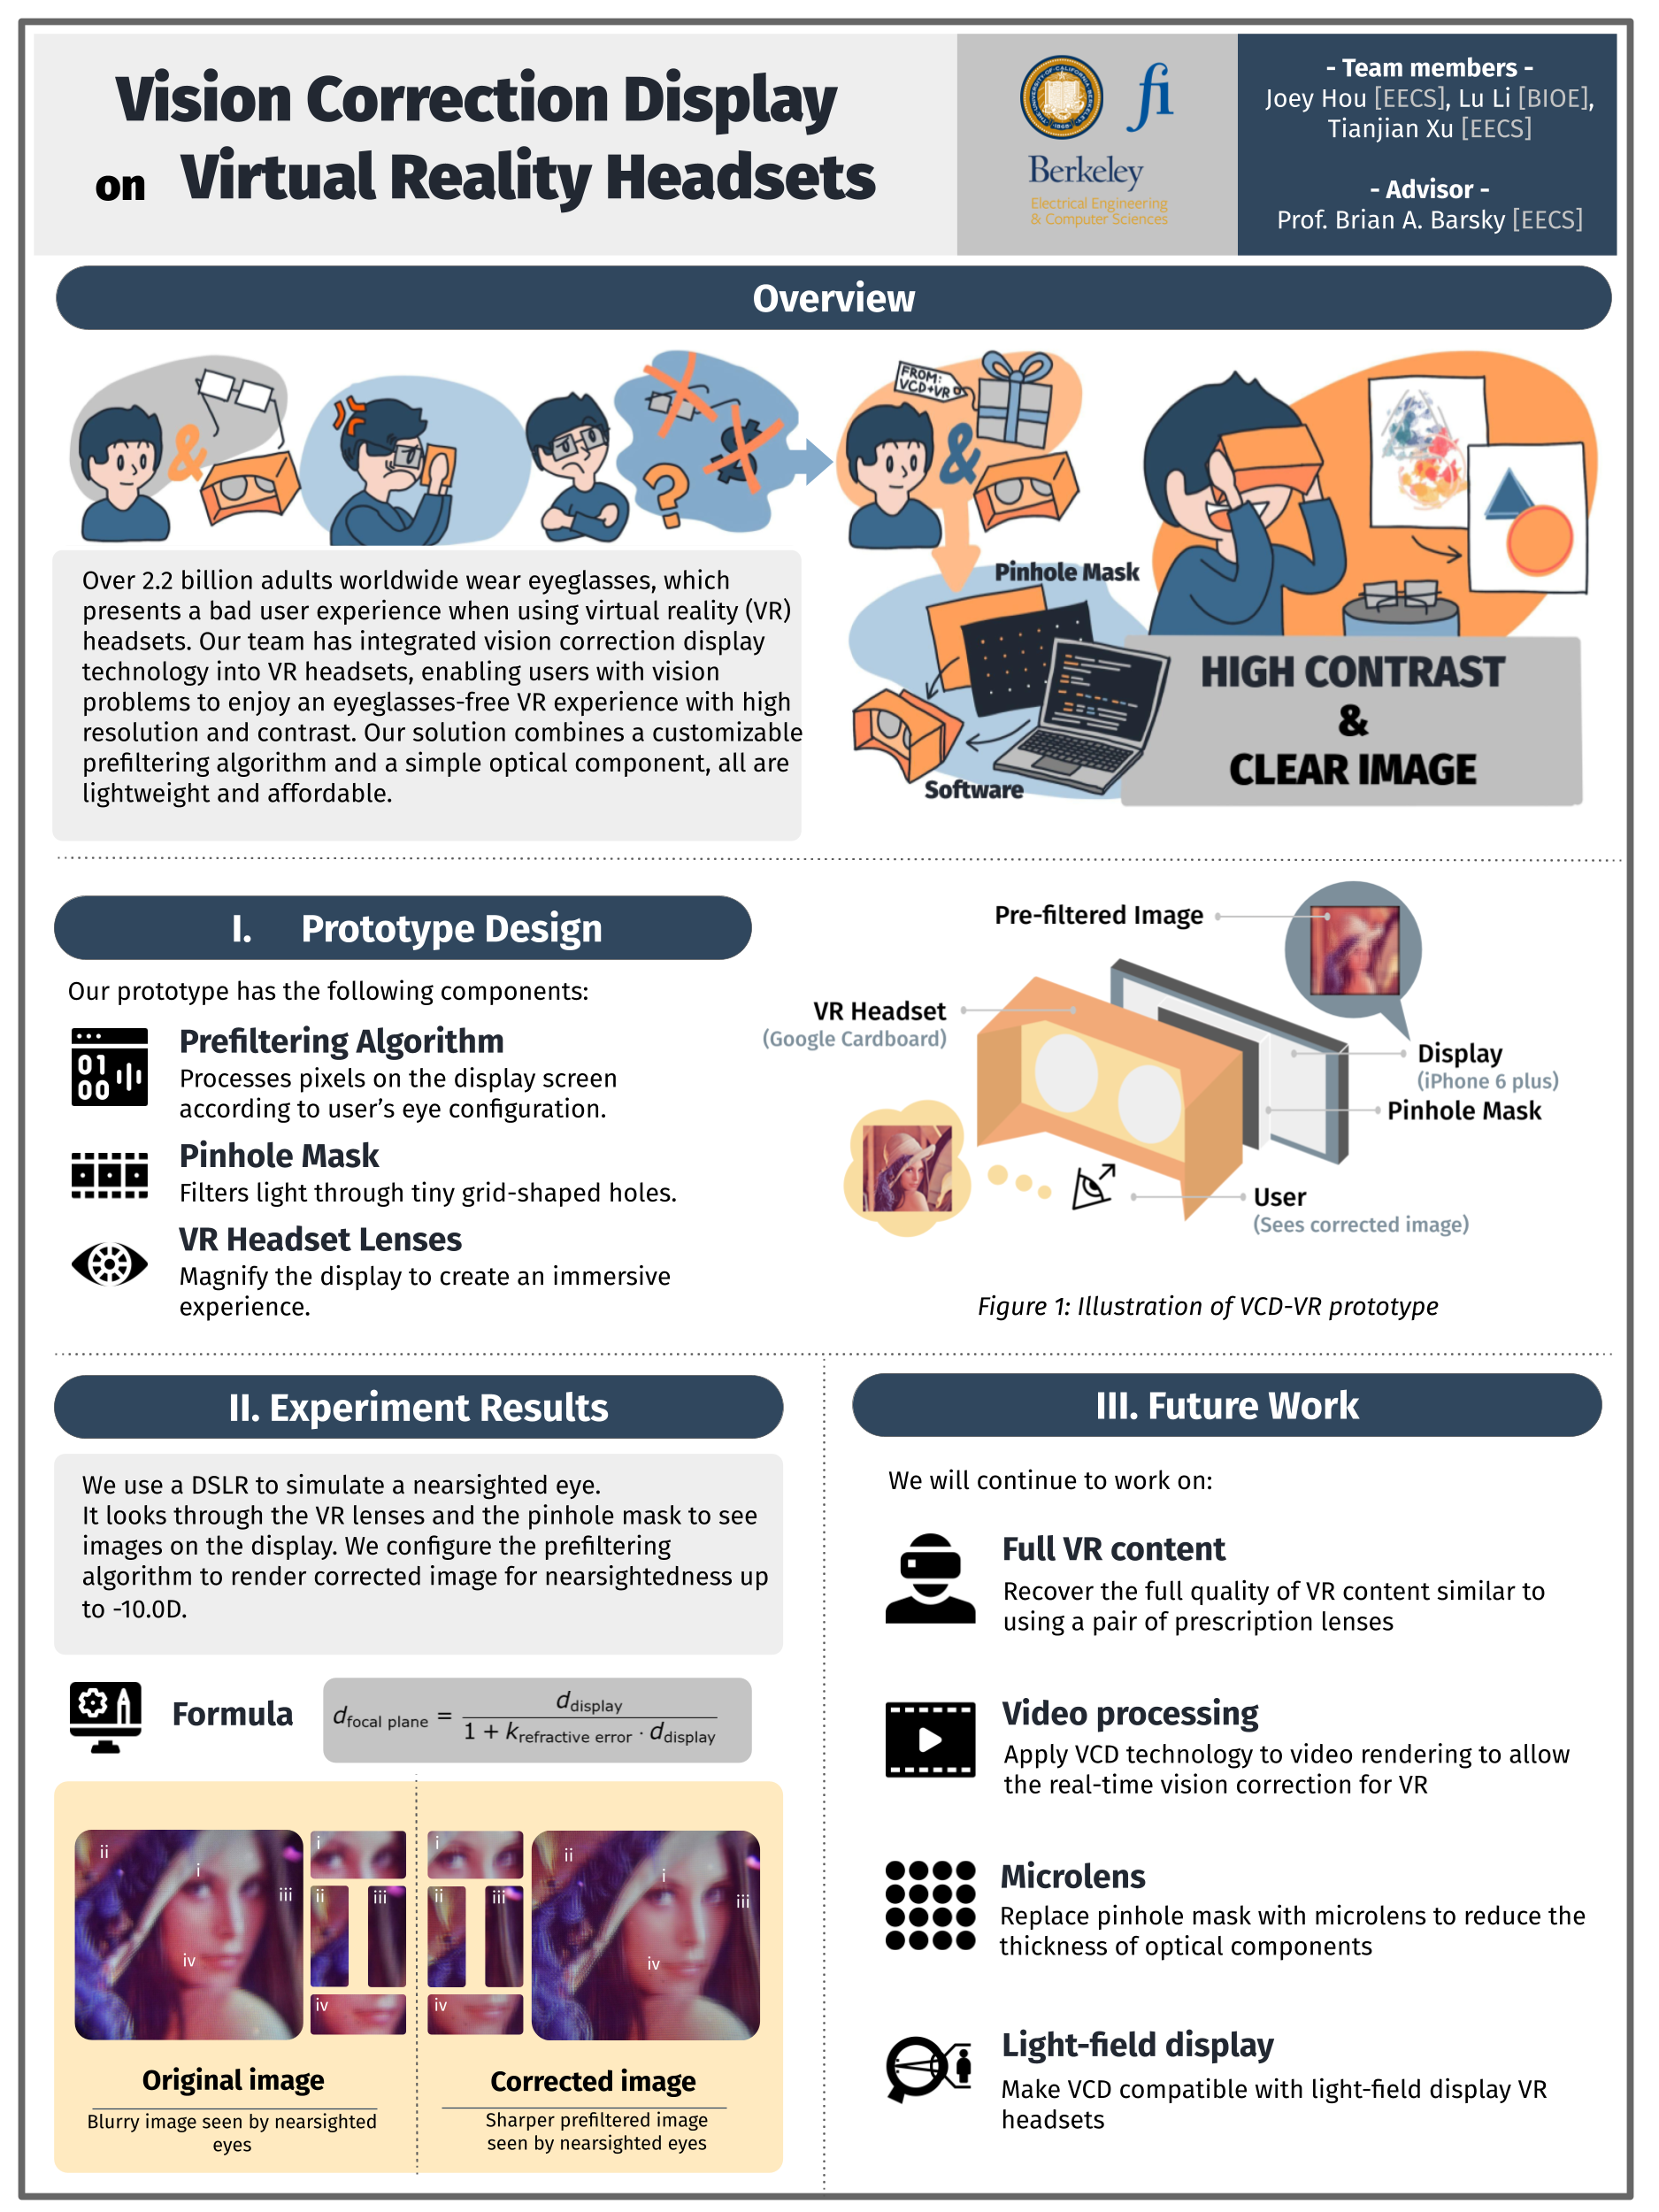 Vision Correction Display
on Virtual Reality Headsets
Berkeley
Electrical Engineering
& Computer Sciences
- Team members -
Joey Hou [EECS], Lu Li [BIOE],
Tianjian Xu [EECS]
- Advisor -
Prof. Brian A. Barsky [EECS]
Overview
&
?
FROM:
VCD+VR
&
Pinhole Mask
Software
HIGH CONTRAST
&
CLEAR IMAGE
Over 2.2 billion adults worldwide wear eyeglasses, which
presents a bad user experience when using virtual reality (VR)
headsets. Our team has integrated vision correction display
technology into VR headsets, enabling users with vision
problems to enjoy an eyeglasses-free VR experience with high
resolution and contrast. Our solution combines a customizable
prefiltering algorithm and a simple optical component, all are
lightweight and affordable.
I. Prototype Design
Our prototype has the following components:
01
00
Prefiltering Algorithm
Processes pixels on the display screen
according to user's eye configuration.
Pinhole Mask
Filters light through tiny grid-shaped holes.
VR Headset Lenses
Magnify the display to create an immersive
experience.
Pre-filtered Image
VR Headset
(Google Cardboard)
Display
(iPhone 6 plus)
Pinhole Mask
User
(Sees corrected image)
Figure 1: Illustration of VCD-VR prototype
II. Experiment Results
We use a DSLR to simulate a nearsighted eye.
It looks through the VR lenses and the pinhole mask to see
images on the display. We configure the prefiltering
algorithm to render corrected image for nearsightedness up
to -10.0D.
Formula
d focal plane = d display / 1 + k refractive error · d display
ii
i
iii
iv
i
ii
iii
iv
i
ii
iii
iv
ii
i
iii
iv
Original image
Blurry image seen by nearsighted
eyes
Corrected image
Sharper prefiltered image
seen by nearsighted eyes
III. Future Work
We will continue to work on:
Full VR content
Recover the full quality of VR content similar to
using a pair of prescription lenses
Video processing
Apply VCD technology to video rendering to allow
the real-time vision correction for VR
Microlens
Replace pinhole mask with microlens to reduce the
thickness of optical components
Light-field display
Make VCD compatible with light-field display VR
headsets